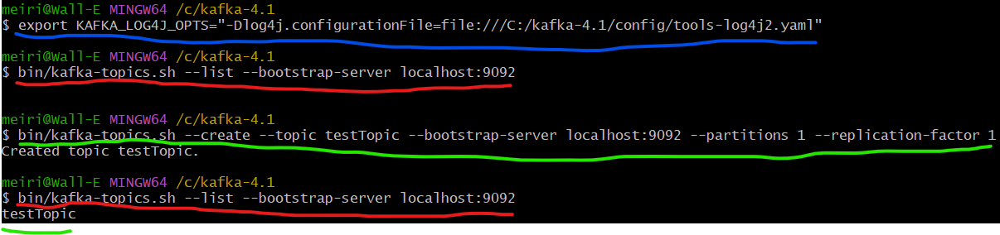 meiri@Wall-E MINGW64 /c/kafka-4.1
$ export KAFKA_LOG4J_OPTS="-Dlog4j.configurationFile=file:///C:/kafka-4.1/config/tools-log4j2.yaml"
meiri@Wall-E MINGW64 /c/kafka-4.1
$ bin/kafka-topics.sh --list --bootstrap-server localhost:9092
meiri@Wall-E MINGW64 /c/kafka-4.1
$ bin/kafka-topics.sh --create --topic testTopic --bootstrap-server localhost:9092 --partitions 1 --replication-factor 1
Created topic testTopic.
meiri@Wall-E MINGW64 /c/kafka-4.1
$ bin/kafka-topics.sh --list --bootstrap-server localhost:9092
testTopic